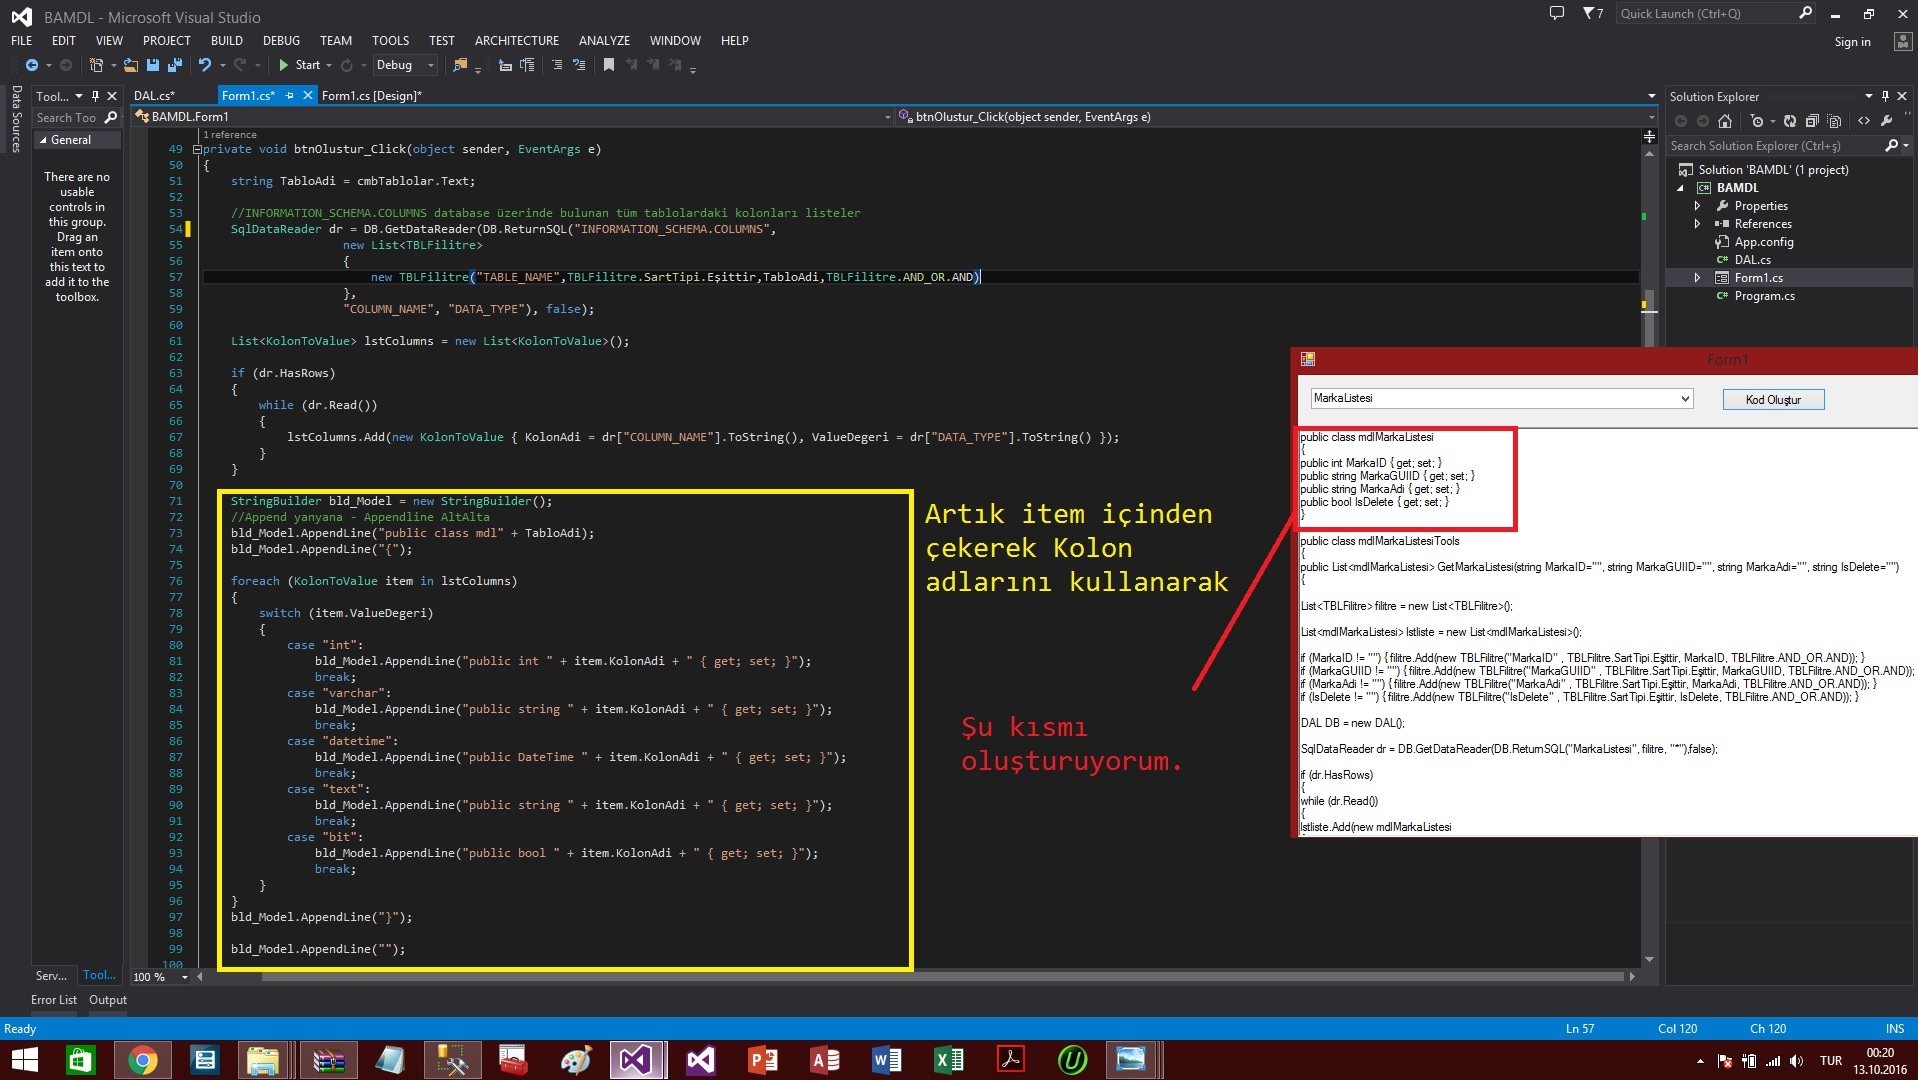 BAMDL - Microsoft Visual Studio
7
Quick Launch (Ctrl+Q)
FILE EDIT VIEW PROJECT BUILD DEBUG TEAM TOOLS TEST ARCHITECTURE ANALYZE WINDOW HELP
Sign in
Start
Debug
Data Sources
Tool...
Search Too
General
There are no
usable
controls in
this group.
Drag an
item onto
this text to
add it to the
toolbox.
DAL.cs*
Form1.cs*
Form1.cs [Design]*
BAMDL.Form1
btnOlustur_Click(object sender, EventArgs e)
1 reference
49 private void btnOlustur_Click(object sender, EventArgs e)
50 {
51 string TabloAdi = cmbTablolar.Text;
52
53 //INFORMATION_SCHEMA.COLUMNS database üzerinde bulunan tüm tablolardaki kolonları listeler
54 SqlDataReader dr = DB.GetDataReader(DB.ReturnSQL("INFORMATION_SCHEMA.COLUMNS",
55 new List<TBLFilitre>
56 {
57 new TBLFilitre("TABLE_NAME",TBLFilitre.SartTipi.Eşittir,TabloAdi,TBLFilitre.AND_OR.AND)
58 },
59 "COLUMN_NAME", "DATA_TYPE"), false);
60
61 List<KolonToValue> lstColumns = new List<KolonToValue>();
62
63 if (dr.HasRows)
64 {
65 while (dr.Read())
66 {
67 lstColumns.Add(new KolonToValue { KolonAdi = dr["COLUMN_NAME"].ToString(), ValueDegeri = dr["DATA_TYPE"].ToString() });
68 }
69 }
70
71 StringBuilder bld_Model = new StringBuilder();
72 //Append yanyana - Appendline AltAlta
73 bld_Model.AppendLine("public class mdl" + TabloAdi);
74 bld_Model.AppendLine("{");
75
76 foreach (KolonToValue item in lstColumns)
77 {
78 switch (item.ValueDegeri)
79 {
80 case "int":
81 bld_Model.AppendLine("public int " + item.KolonAdi + " { get; set; }");
82 break;
83 case "varchar":
84 bld_Model.AppendLine("public string " + item.KolonAdi + " { get; set; }");
85 break;
86 case "datetime":
87 bld_Model.AppendLine("public DateTime " + item.KolonAdi + " { get; set; }");
88 break;
89 case "text":
90 bld_Model.AppendLine("public string " + item.KolonAdi + " { get; set; }");
91 break;
92 case "bit":
93 bld_Model.AppendLine("public bool " + item.KolonAdi + " { get; set; }");
94 break;
95 }
96 }
97 bld_Model.AppendLine("}");
98
99 bld_Model.AppendLine("");
100
Artık item içinden
çekerek Kolon
adlarını kullanarak
Şu kısmı
oluşturuyorum.
Solution Explorer
Search Solution Explorer (Ctrl+ş)
Solution 'BAMDL' (1 project)
BAMDL
Properties
References
App.config
DAL.cs
Form1.cs
Program.cs
Form1
MarkaListesi
Kod Oluştur
public class mdlMarkaListesi
{
public int MarkaID { get; set; }
public string MarkaGUIID { get; set; }
public string MarkaAdi { get; set; }
public bool IsDelete { get; set; }
}
public class mdlMarkaListesiTools
{
public List<mdlMarkaListesi> GetMarkaListesi(string MarkaID="", string MarkaGUIID="", string MarkaAdi="", string IsDelete="")
{
List<TBLFilitre> filitre = new List<TBLFilitre>();
List<mdlMarkaListesi> lstliste = new List<mdlMarkaListesi>();
if (MarkaID != "") { filitre.Add(new TBLFilitre("MarkaID" , TBLFilitre.SartTipi.Eşittir, MarkaID, TBLFilitre.AND_OR.AND)); }
if (MarkaGUIID != "") { filitre.Add(new TBLFilitre("MarkaGUIID" , TBLFilitre.SartTipi.Eşittir, MarkaGUIID, TBLFilitre.AND_OR.AND));
if (MarkaAdi != "") { filitre.Add(new TBLFilitre("MarkaAdi" , TBLFilitre.SartTipi.Eşittir, MarkaAdi, TBLFilitre.AND_OR.AND)); }
if (IsDelete != "") { filitre.Add(new TBLFilitre("IsDelete" , TBLFilitre.SartTipi.Eşittir, IsDelete, TBLFilitre.AND_OR.AND)); }
DAL DB = new DAL();
SqlDataReader dr = DB.GetDataReader(DB.ReturnSQL("MarkaListesi", filitre, "*"),false);
if (dr.HasRows)
{
while (dr.Read())
{
lstliste.Add(new mdlMarkaListesi
Serv...
Tool...
100 %
Error List Output
Ready
Ln 57
Col 120
Ch 120
INS
TUR
00:20
13.10.2016